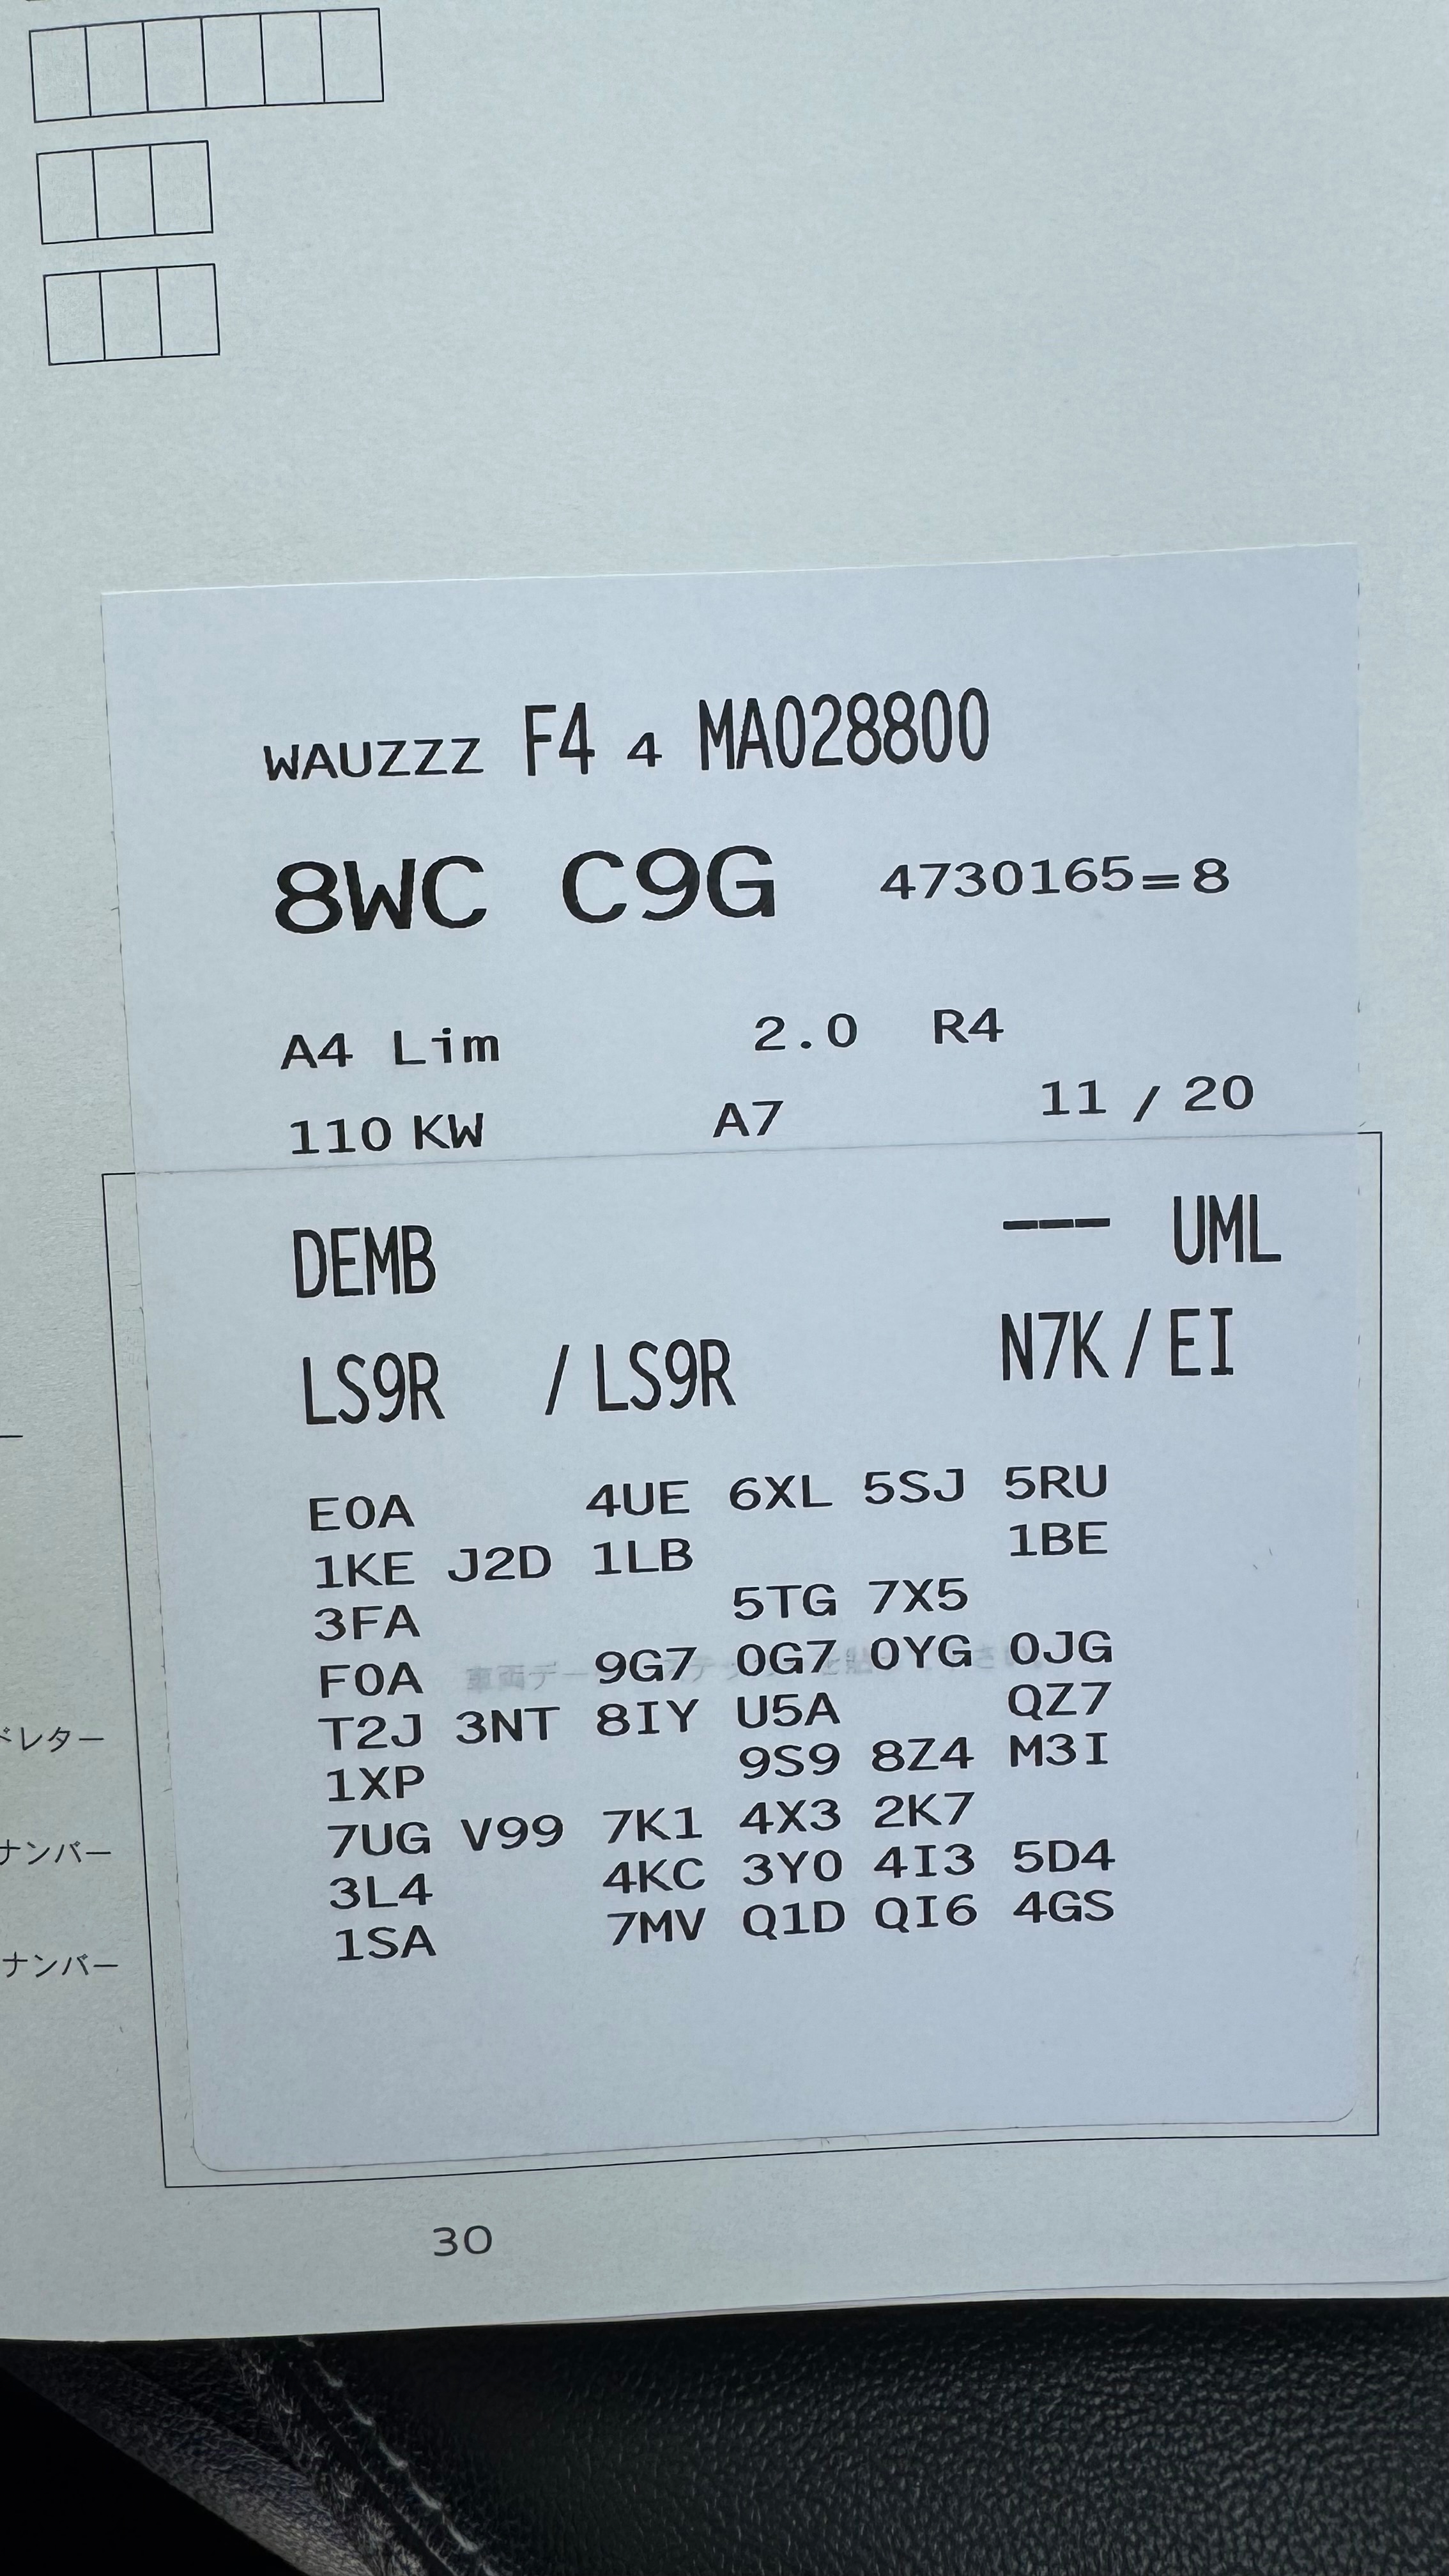 WAUZZZ F4 4 MA028800
8WC C9G 4730165=8
A4 Lim 2.0 R4
110 KW A7 11 / 20
DEMB --- UML
LS9R / LS9R N7K / EI
E0A 4UE 6XL 5SJ 5RU
1KE J2D 1LB 1BE
3FA 5TG 7X5
F0A 9G7 0G7 0YG 0JG
T2J 3NT 8IY U5A QZ7
1XP 9S9 8Z4 M3I
7UG V99 7K1 4X3 2K7
3L4 4KC 3Y0 4I3 5D4
1SA 7MV Q1D QI6 4GS
ドレター
ナンバー
ナンバー
30